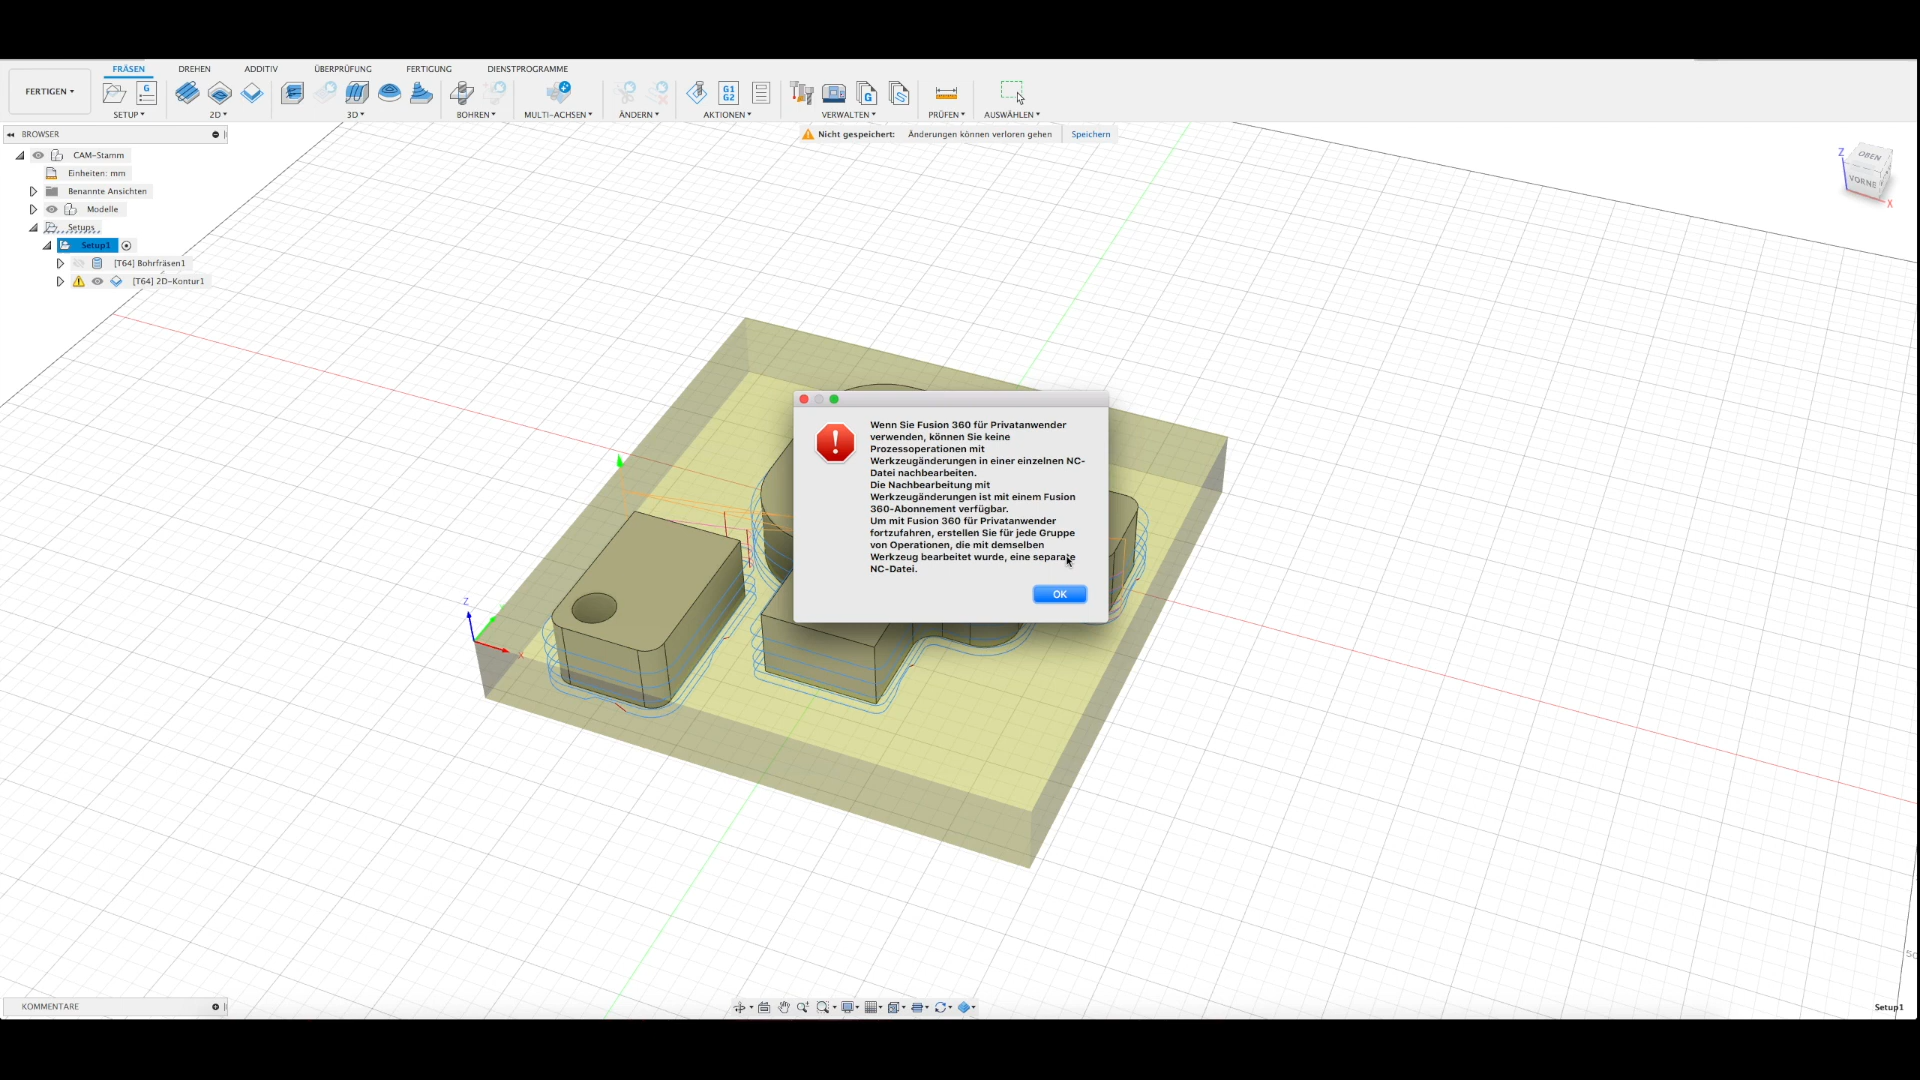 FRÄSEN DREHEN ADDITIV ÜBERPRÜFUNG FERTIGUNG DIENSTPROGRAMME
FERTIGEN
G
G1
G2
G
SETUP 2D 3D BOHREN MULTI-ACHSEN ÄNDERN AKTIONEN VERWALTEN PRÜFEN AUSWÄHLEN
BROWSER
Nicht gespeichert: Änderungen können verloren gehen Speichern
CAM-Stamm
Einheiten: mm
Benannte Ansichten
Modelle
Setups
Setup1
[T64] Bohrfräsen1
[T64] 2D-Kontur1
Z
OBEN
VORNE
X
Wenn Sie Fusion 360 für Privatanwender
verwenden, können Sie keine
Prozessoperationen mit
Werkzeugänderungen in einer einzelnen NC-
Datei nachbearbeiten.
Die Nachbearbeitung mit
Werkzeugänderungen ist mit einem Fusion
360-Abonnement verfügbar.
Um mit Fusion 360 für Privatanwender
fortzufahren, erstellen Sie für jede Gruppe
von Operationen, die mit demselben
Werkzeug bearbeitet wurde, eine separate
NC-Datei.
OK
Z
X
KOMMENTARE
Setup1